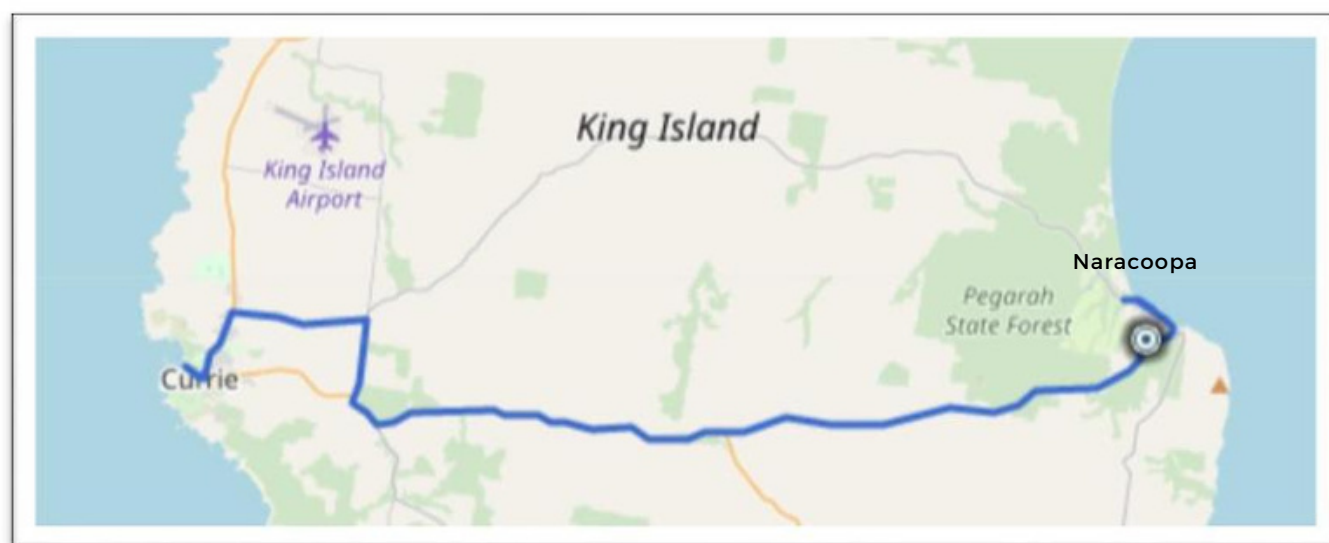 King Island
King Island
Airport
Naracoopa
Pegarah
State Forest
Currie